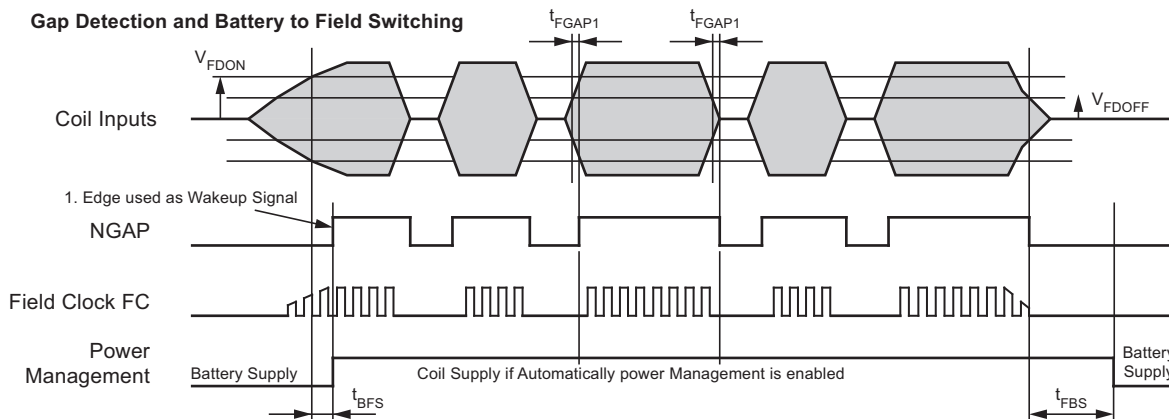 Gap Detection and Battery to Field Switching
tFGAP1
tFGAP1
VFDON
VFDOFF
Coil Inputs
1. Edge used as Wakeup Signal
NGAP
Field Clock FC
Power
Management
Battery Supply
Coil Supply if Automatically power Management is enabled
Battery
Supply
tBFS
tFBS